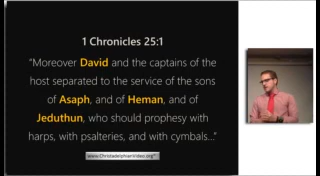 1 Chronicles 25:1
“Moreover David and the captains of the
host separated to the service of the sons
of Asaph, and of Heman, and of
Jeduthun, who should prophesy with
harps, with psalteries, and with cymbals...”
www.ChristadelphianVideo.org